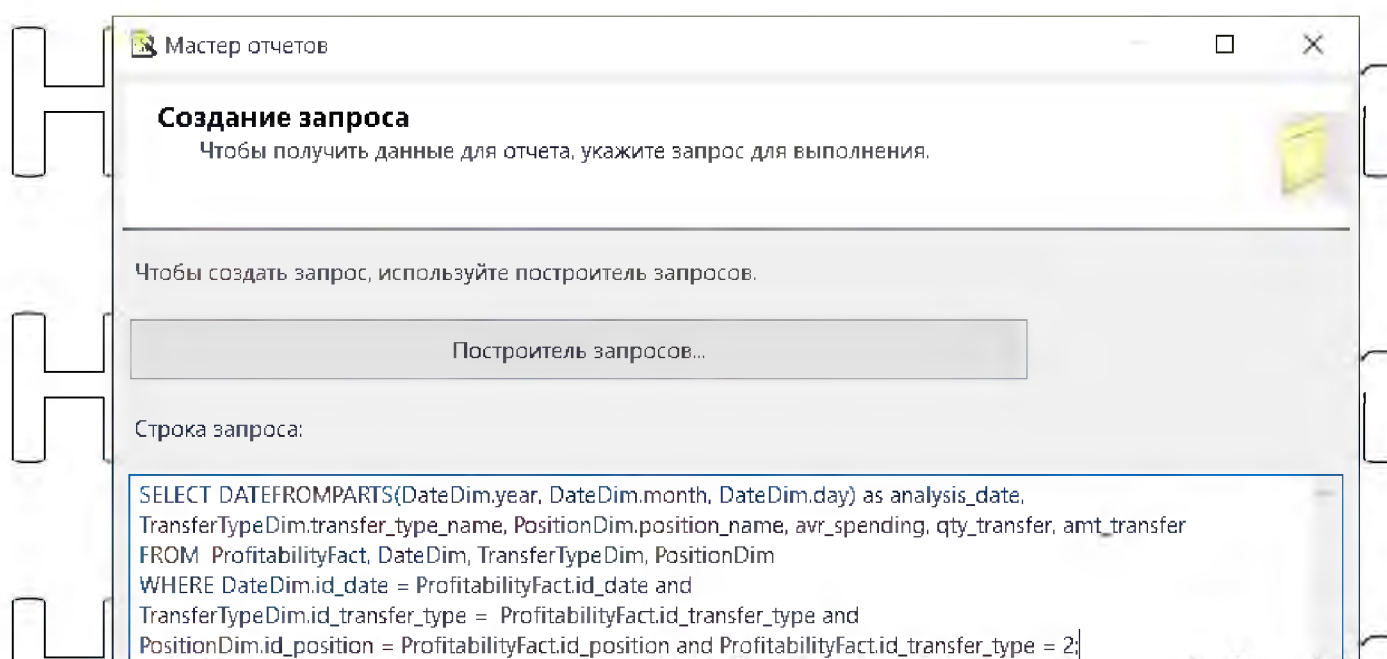 Мастер отчетов
Создание запроса
Чтобы получить данные для отчета, укажите запрос для выполнения.
Чтобы создать запрос, используйте построитель запросов.
Построитель запросов...
Строка запроса:
SELECT DATEFROMPARTS(DateDim.year, DateDim.month, DateDim.day) as analysis_date,
TransferTypeDim.transfer_type_name, PositionDim.position_name, avr_spending, qty_transfer, amt_transfer
FROM  ProfitabilityFact, DateDim, TransferTypeDim, PositionDim
WHERE DateDim.id_date = ProfitabilityFact.id_date and
TransferTypeDim.id_transfer_type =  ProfitabilityFact.id_transfer_type and
PositionDim.id_position = ProfitabilityFact.id_position and ProfitabilityFact.id_transfer_type = 2;